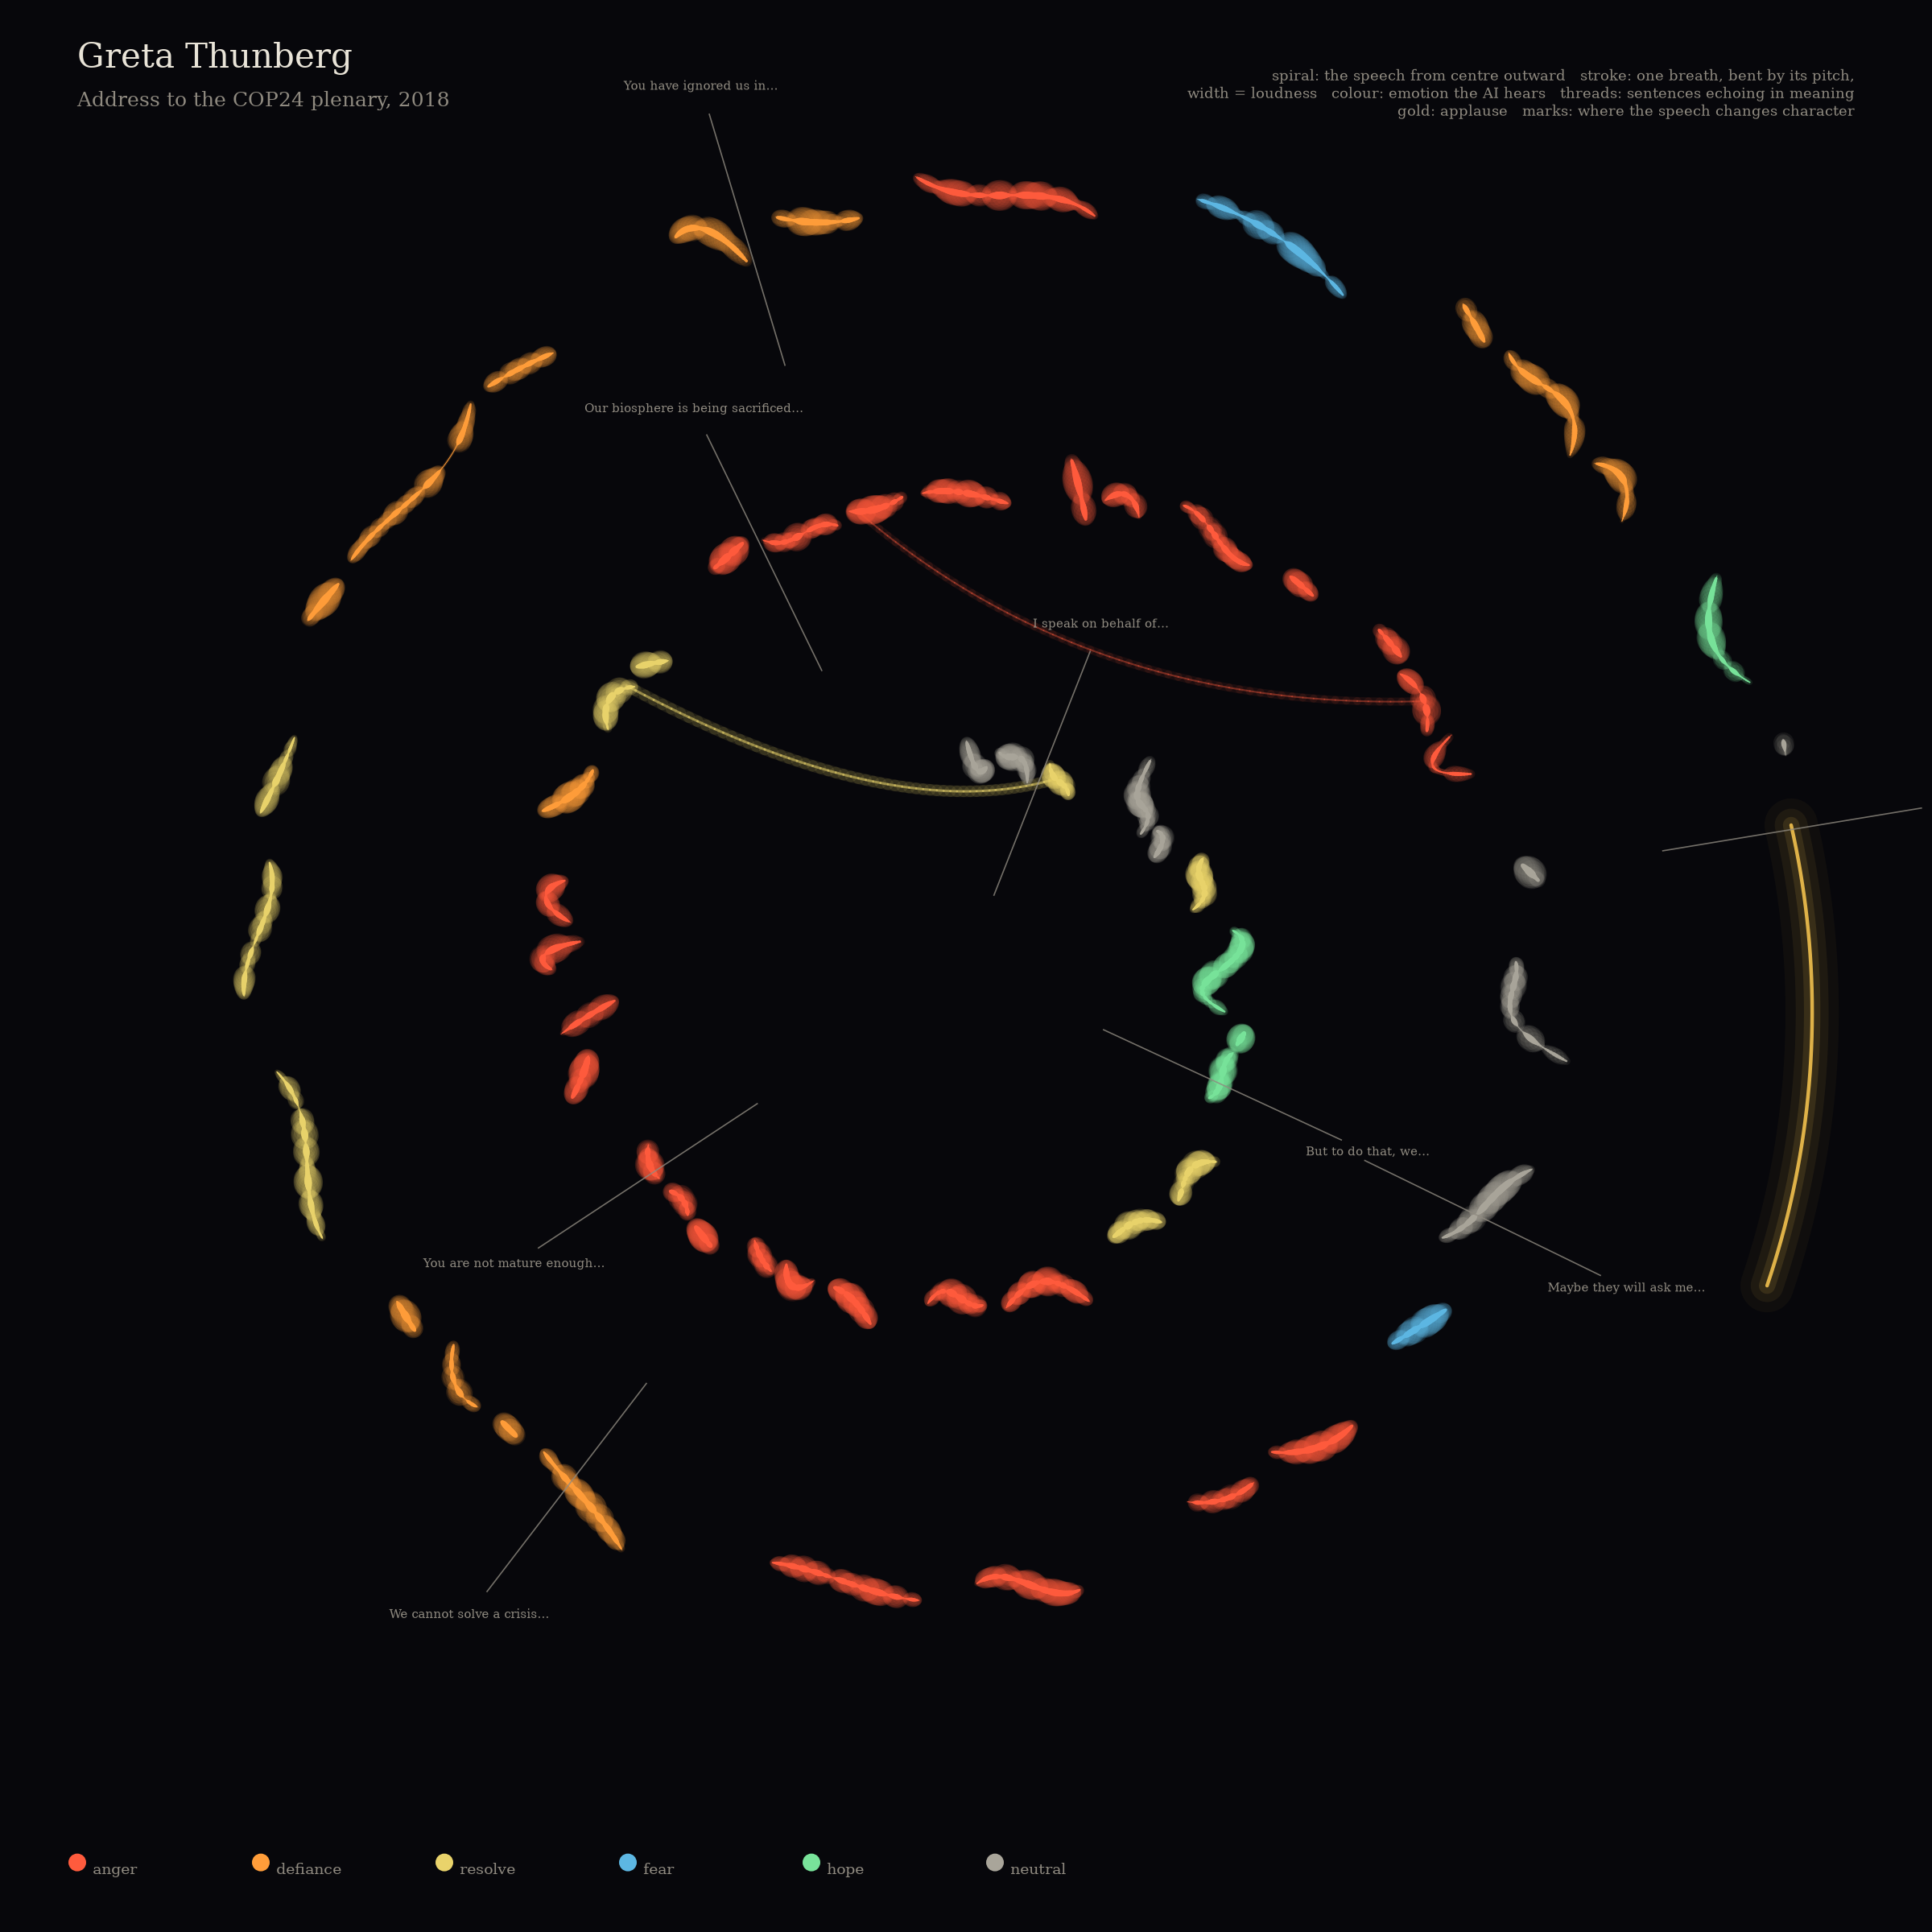 Greta Thunberg
Address to the COP24 plenary, 2018
spiral: the speech from centre outward   stroke: one breath, bent by its pitch,
width = loudness   colour: emotion the AI hears   threads: sentences echoing in meaning
gold: applause   marks: where the speech changes character
You have ignored us in...
Our biosphere is being sacrificed...
I speak on behalf of...
But to do that, we...
You are not mature enough...
Maybe they will ask me...
We cannot solve a crisis...
anger
defiance
resolve
fear
hope
neutral